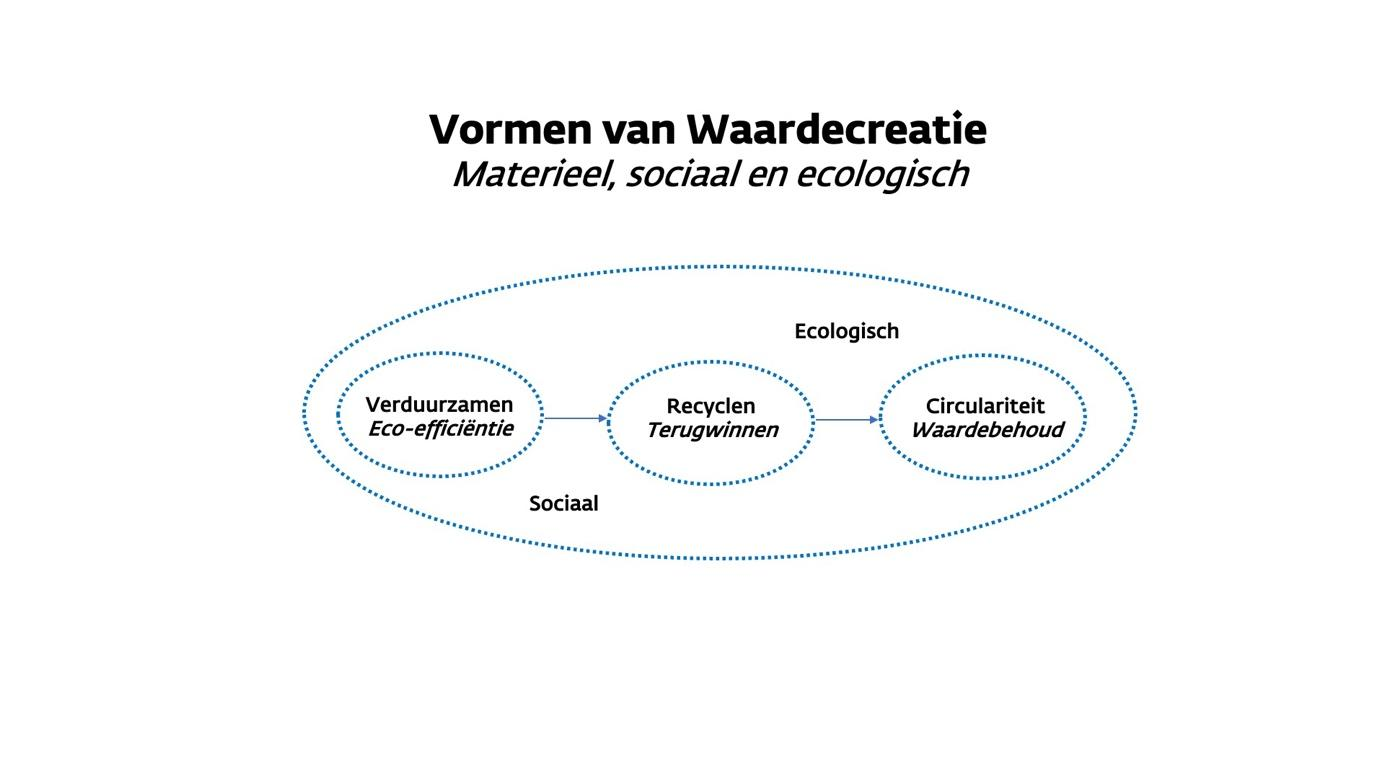 Vormen van Waardecreatie
Materieel, sociaal en ecologisch
Ecologisch
Verduurzamen
Eco-efficiëntie
Recyclen
Terugwinnen
Circulariteit
Waardebehoud
Sociaal